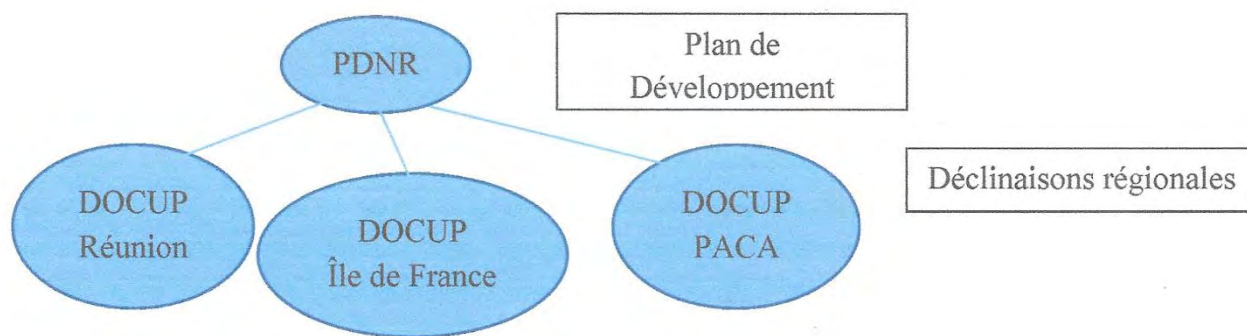 PDNR
Plan de
Développement
Déclinaisons régionales
DOCUP
Réunion
DOCUP
Île de France
DOCUP
PACA